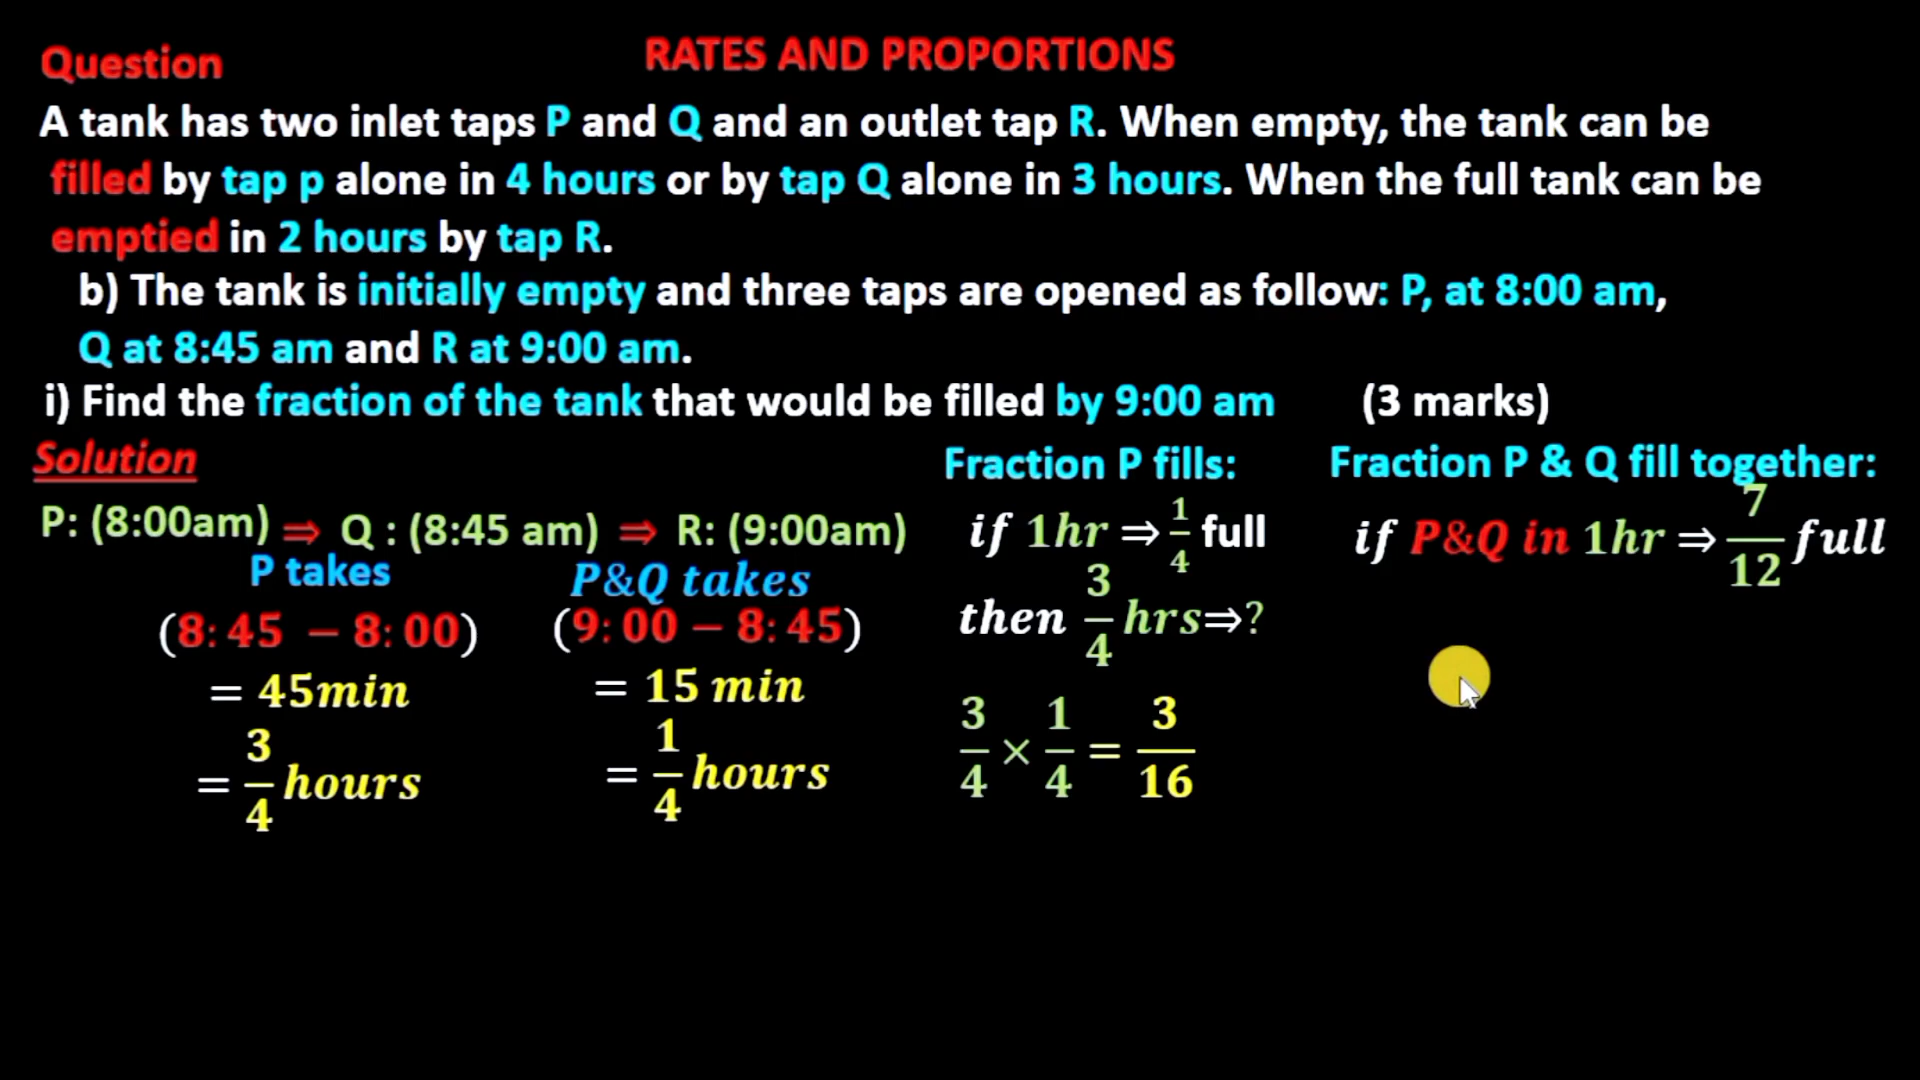 RATES AND PROPORTIONS
Question
A tank has two inlet taps P and Q and an outlet tap R. When empty, the tank can be
filled by tap p alone in 4 hours or by tap Q alone in 3 hours. When the full tank can be
emptied in 2 hours by tap R.
b) The tank is initially empty and three taps are opened as follow: P, at 8:00 am,
Q at 8:45 am and R at 9:00 am.
i) Find the fraction of the tank that would be filled by 9:00 am (3 marks)
Solution
P: (8:00am) ⇒ Q : (8:45 am) ⇒ R: (9:00am)
P takes
(8: 45 − 8: 00)
= 45min
= 3/4 hours
P&Q takes
(9: 00 − 8: 45)
= 15 min
= 1/4 hours
Fraction P fills:
if 1hr ⇒ 1/4 full
then 3/4 hrs⇒?
3/4 × 1/4 = 3/16
Fraction P & Q fill together:
if P&Q in 1hr ⇒ 7/12 full